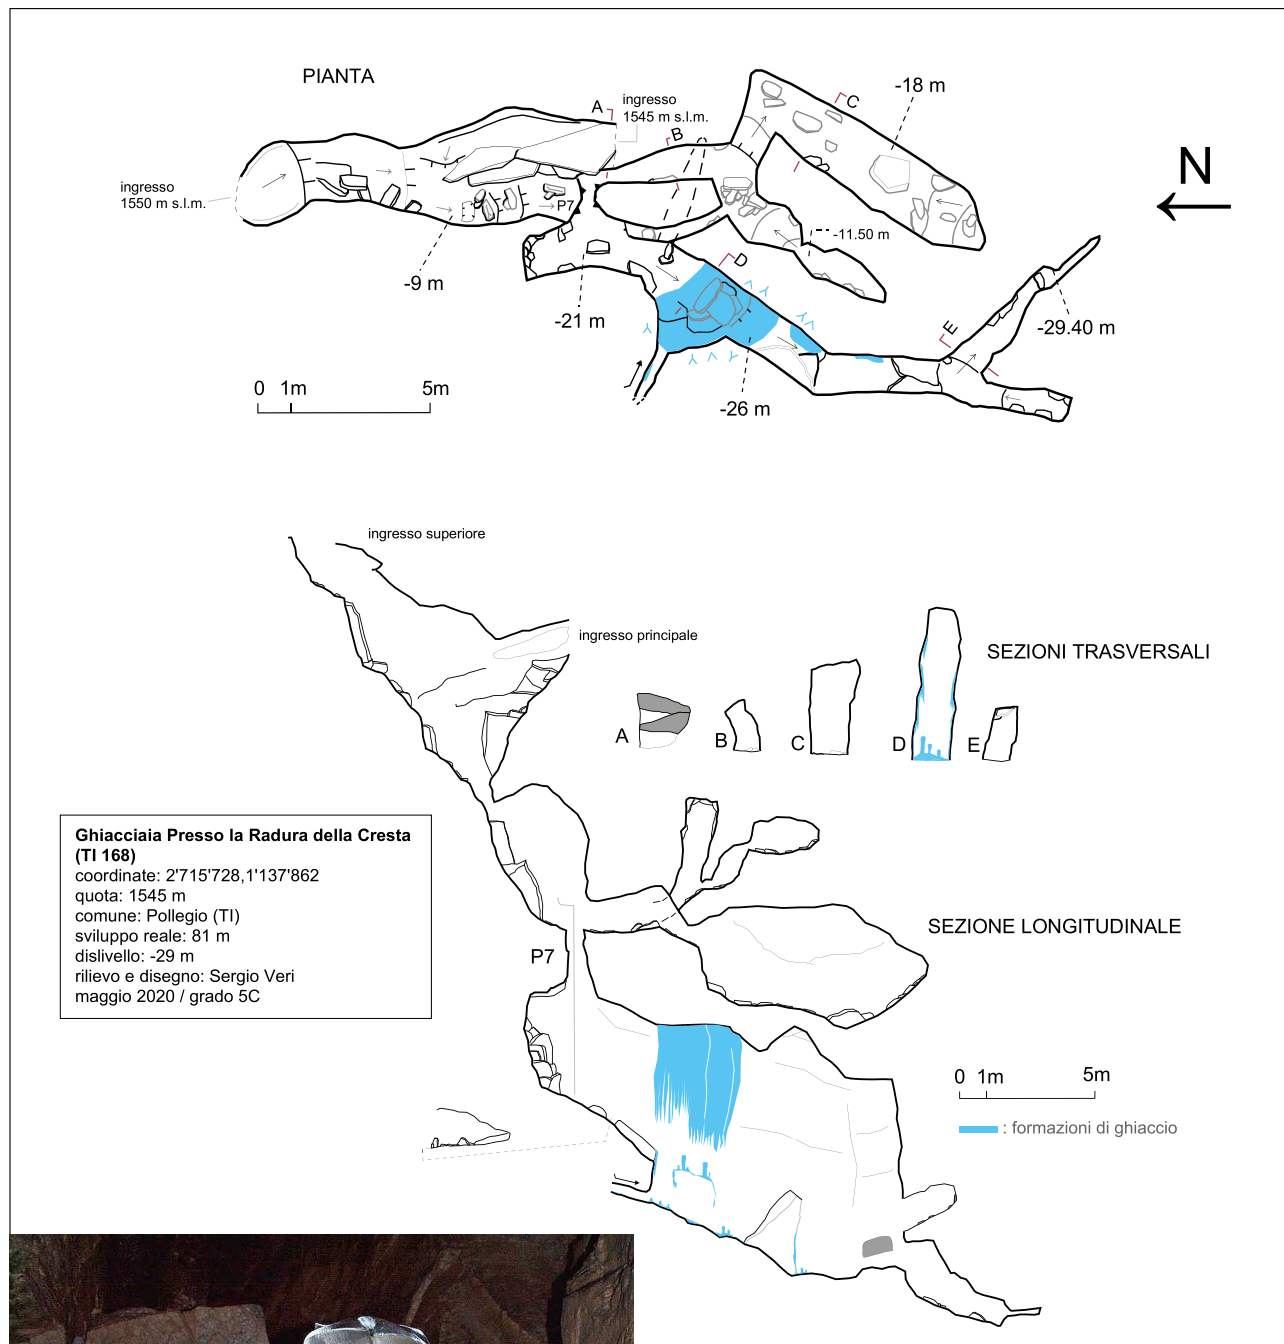 PIANTA
ingresso
1545 m s.l.m.
A
B
C
-18 m
N
ingresso
1550 m s.l.m.
P7
-9 m
-11.50 m
D
-21 m
E
-29.40 m
-26 m
0 1m 5m
ingresso superiore
ingresso principale
SEZIONI TRASVERSALI
A
B
C
D
E
Ghiacciaia Presso la Radura della Cresta
(TI 168)
coordinate: 2'715'728,1'137'862
quota: 1545 m
comune: Pollegio (TI)
sviluppo reale: 81 m
dislivello: -29 m
rilievo e disegno: Sergio Veri
maggio 2020 / grado 5C
SEZIONE LONGITUDINALE
P7
0 1m 5m
: formazioni di ghiaccio